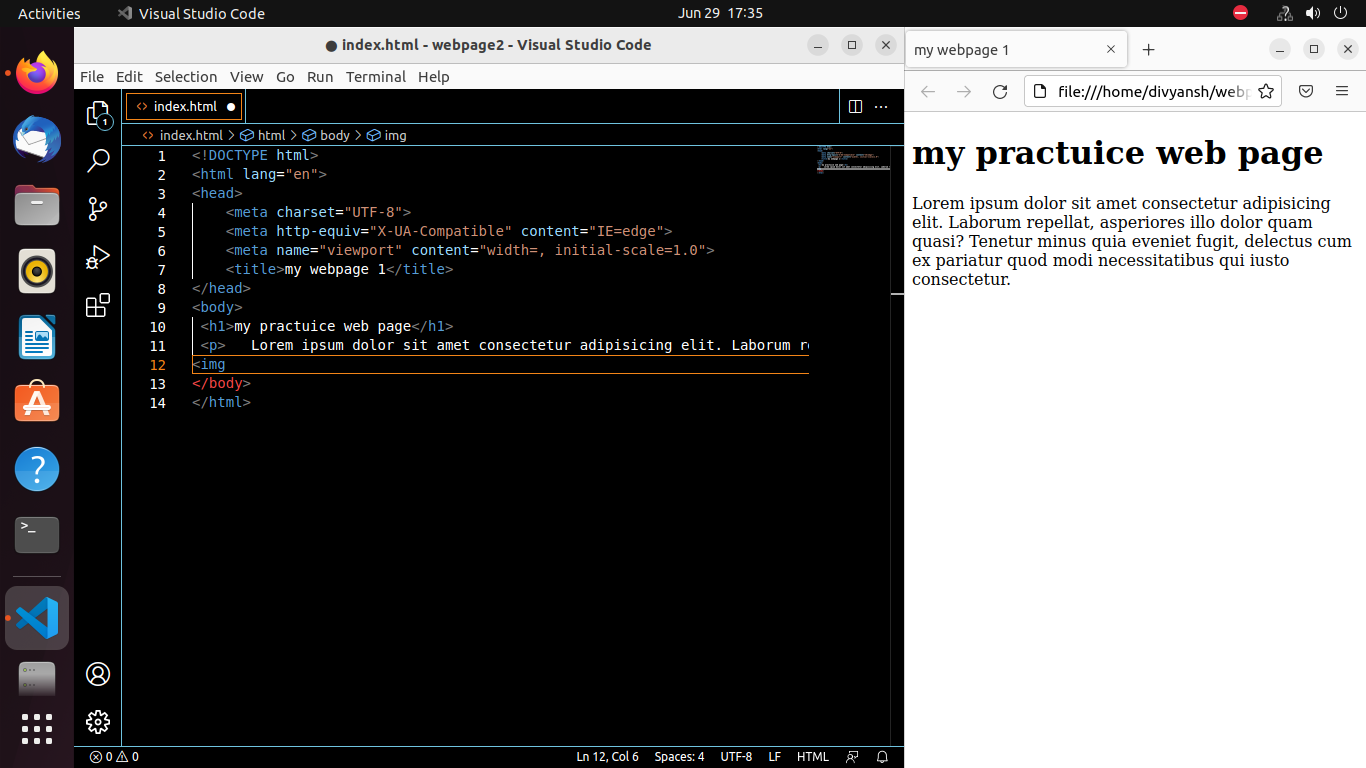 Activities
Visual Studio Code
Jun 29 17:35
● index.html - webpage2 - Visual Studio Code
File Edit Selection View Go Run Terminal Help
index.html
index.html > html > body > img
1 <!DOCTYPE html>
2 <html lang="en">
3 <head>
4 <meta charset="UTF-8">
5 <meta http-equiv="X-UA-Compatible" content="IE=edge">
6 <meta name="viewport" content="width=, initial-scale=1.0">
7 <title>my webpage 1</title>
8 </head>
9 <body>
10 <h1>my practuice web page</h1>
11 <p> Lorem ipsum dolor sit amet consectetur adipisicing elit. Laborum re
12 <img
13 </body>
14 </html>
1
0 0
Ln 12, Col 6
Spaces: 4
UTF-8
LF
HTML
my webpage 1
file:///home/divyansh/webp
my practuice web page
Lorem ipsum dolor sit amet consectetur adipisicing
elit. Laborum repellat, asperiores illo dolor quam
quasi? Tenetur minus quia eveniet fugit, delectus cum
ex pariatur quod modi necessitatibus qui iusto
consectetur.